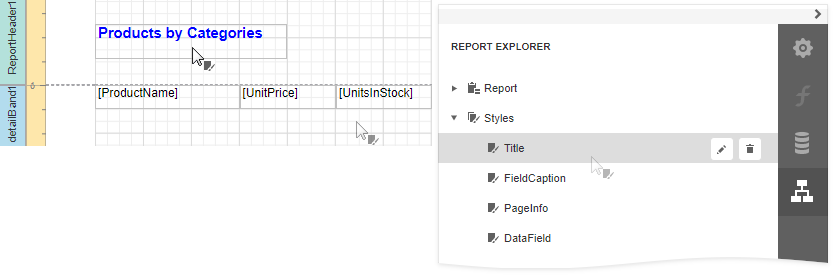 ReportHeader1
Products by Categories
detailBand1
[ProductName] [UnitPrice] [UnitsInStock]
REPORT EXPLORER
Report
Styles
Title
FieldCaption
PageInfo
DataField